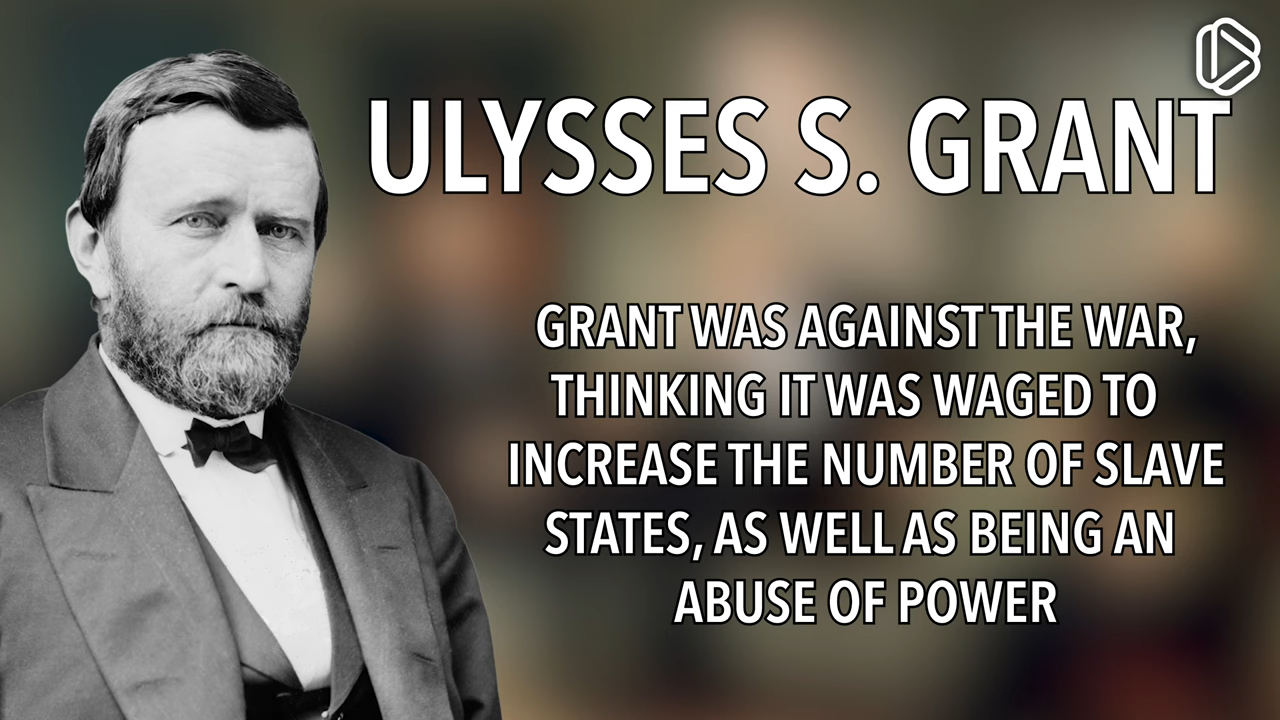 ULYSSES S. GRANT
GRANT WAS AGAINST THE WAR,
THINKING IT WAS WAGED TO
INCREASE THE NUMBER OF SLAVE
STATES, AS WELL AS BEING AN
ABUSE OF POWER